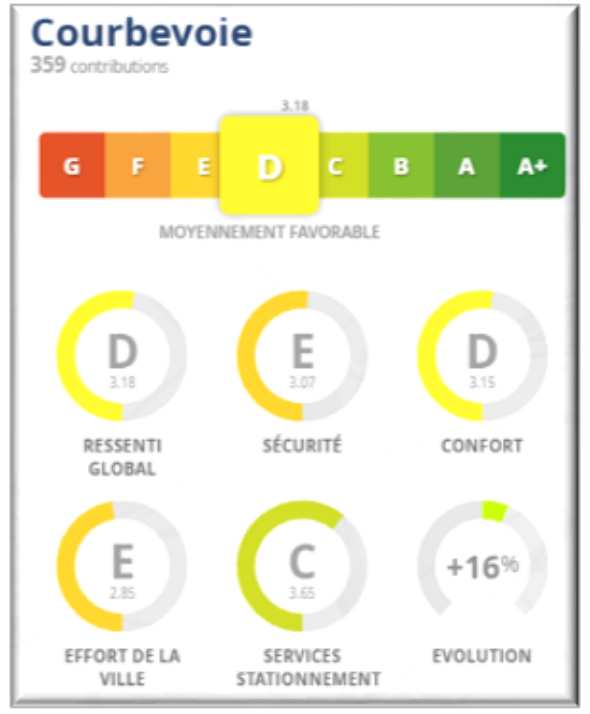 Courbevoie
359 contributions
3.18
G F E D C B A A+
MOYENNEMENT FAVORABLE
D E D
3.18 3.07 3.15
RESSENTI GLOBAL
SÉCURITÉ
CONFORT
E C +16%
2.85 3.65
EFFORT DE LA VILLE
SERVICES STATIONNEMENT
EVOLUTION